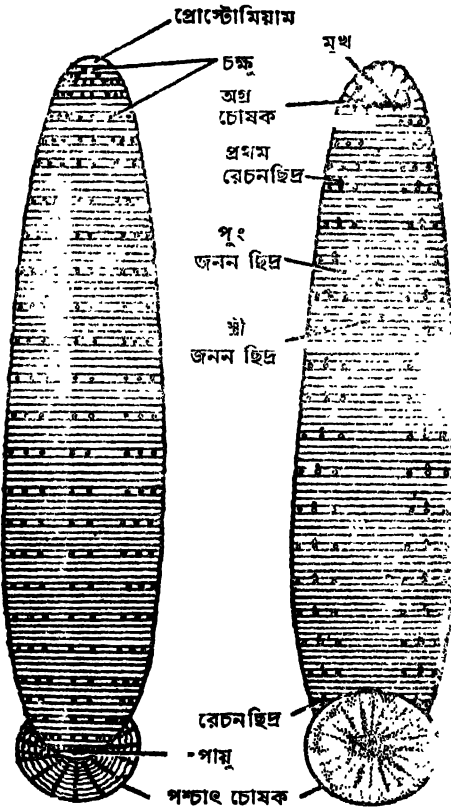 প্রোস্টোমিয়াম
চক্ষু
মুখ
অগ্র
চোষক
প্রথম
রেচনছিদ্র
পুং
জনন ছিদ্র
স্ত্রী
জনন ছিদ্র
রেচনছিদ্র
পায়ু
পশ্চাৎ চোষক